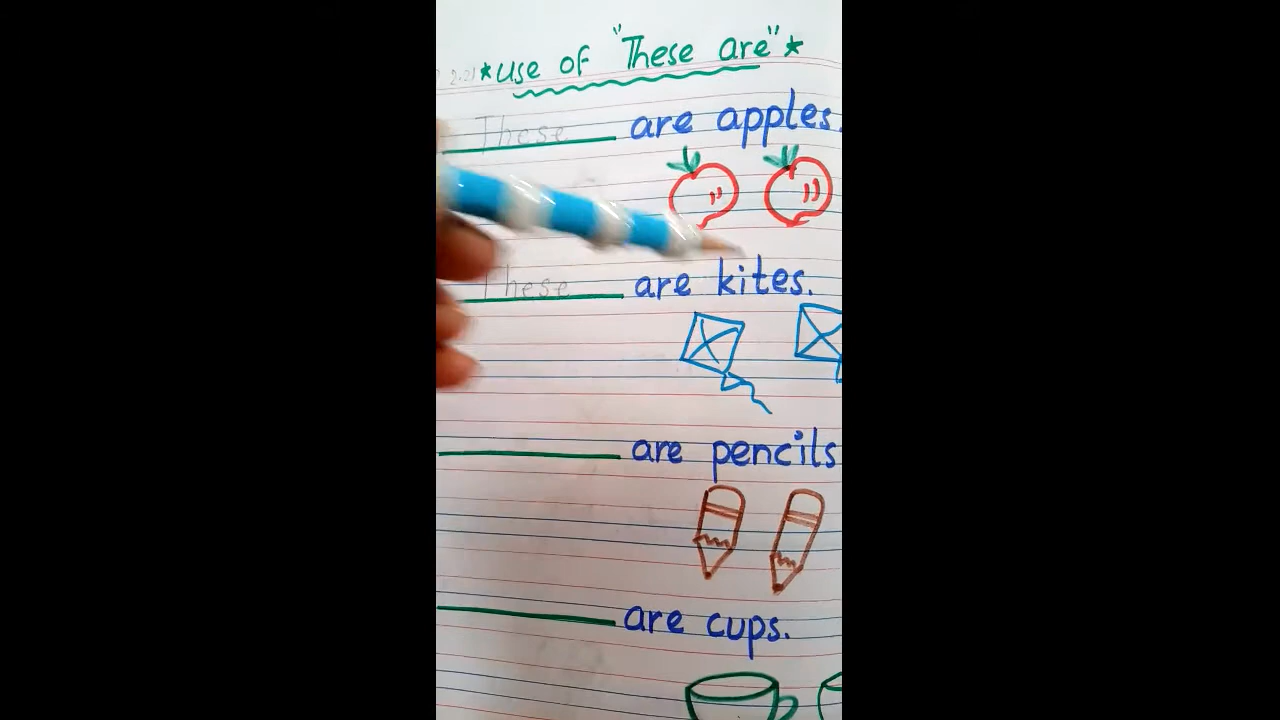 *use of "These are"*
These are apples.
These are kites.
are pencils
are cups.